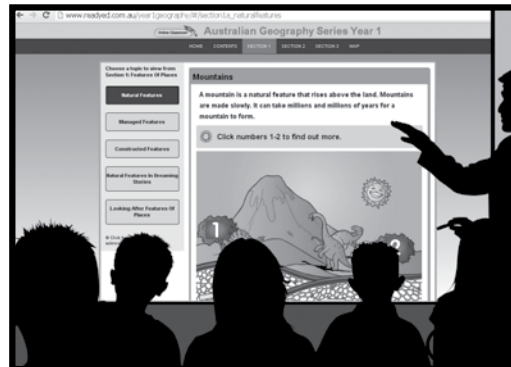 www.readyed.com.au/year1geography/#/section1a_naturalfeatures
Australian Geography Series Year 1
HOME CONTENTS SECTION 1 SECTION 2 SECTION 3 MAP
Choose a topic to view from
Section 1: Features Of Places
Natural Features
Managed Features
Constructed Features
Natural Features In Dreaming
Stories
Looking After Features Of
Places
Mountains
A mountain is a natural feature that rises above the land. Mountains
are made slowly. It can take millions and millions of years for a
mountain to form.
Click numbers 1-2 to find out more.
1
2